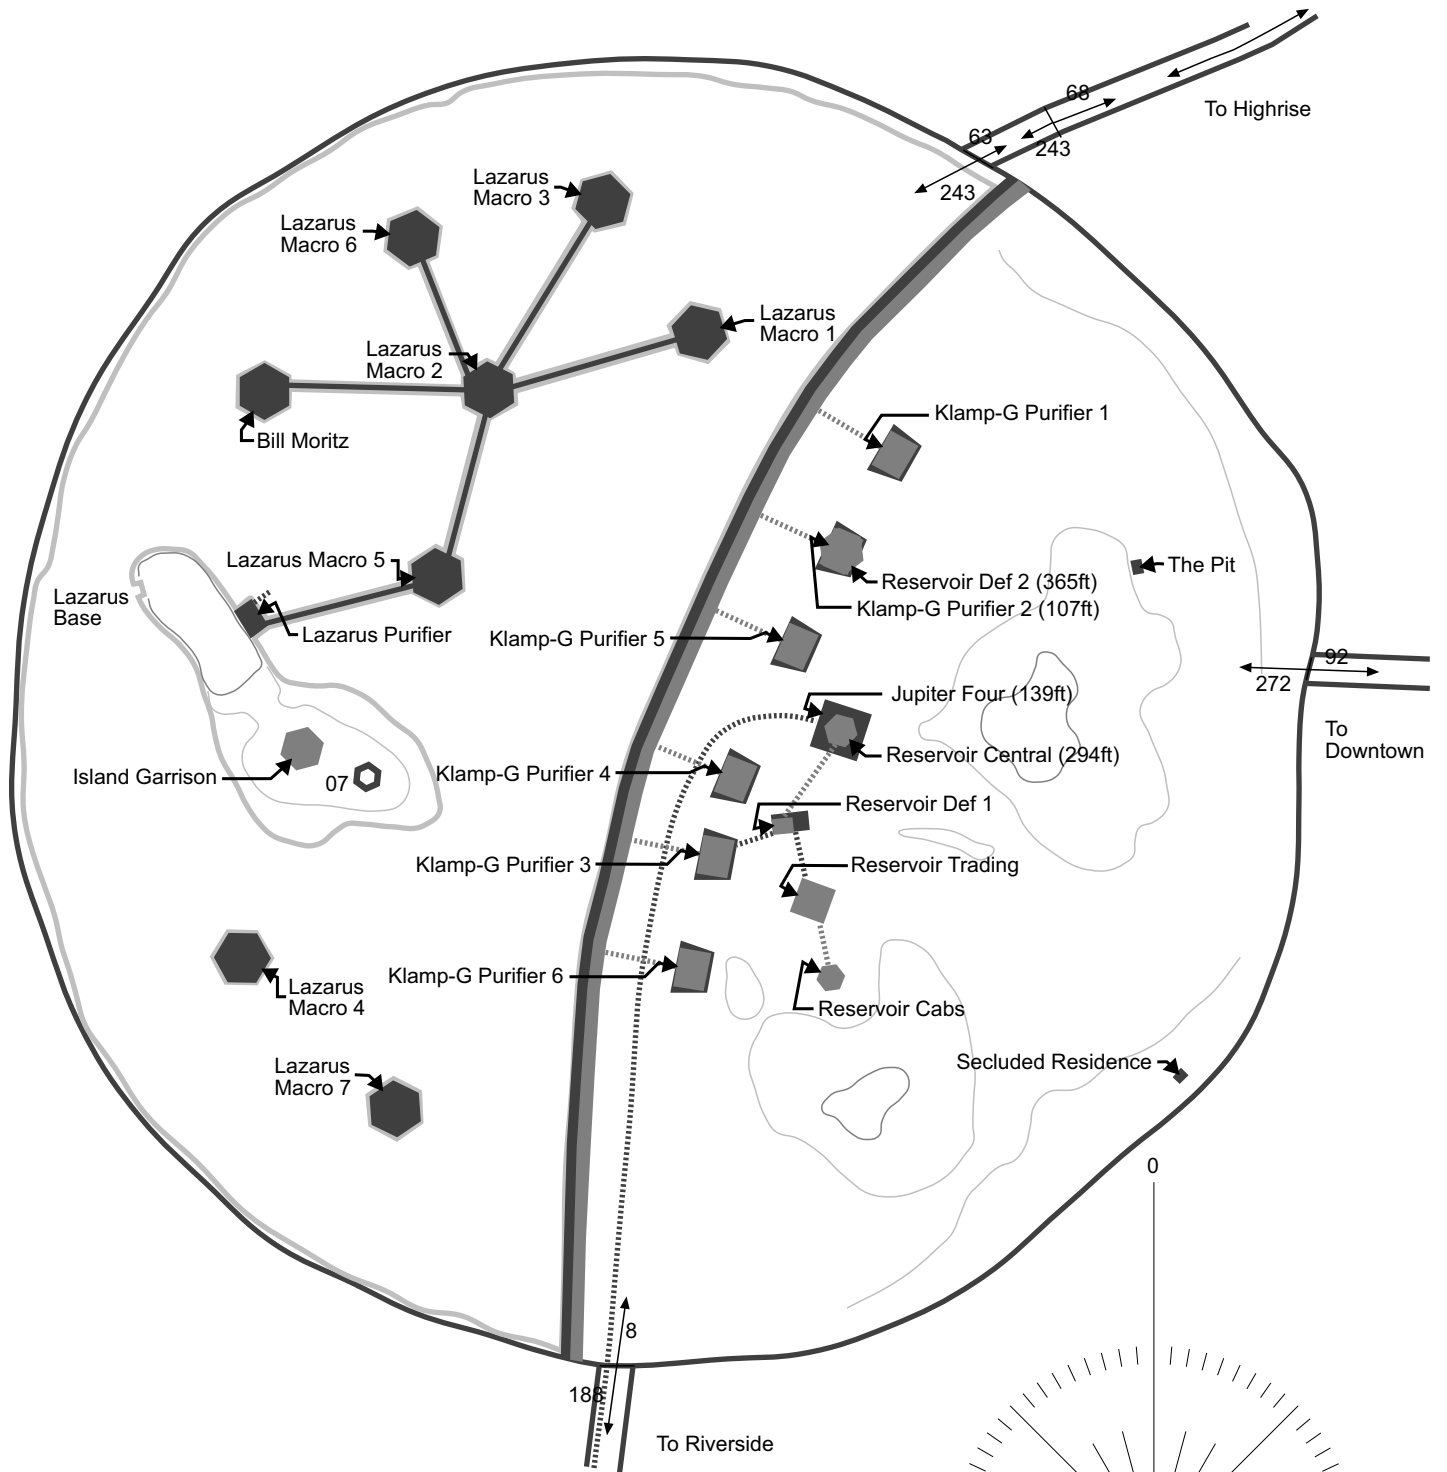 68
To Highrise
63
243
243
Lazarus
Macro 3
Lazarus
Macro 6
Lazarus
Macro 1
Lazarus
Macro 2
Klamp-G Purifier 1
Bill Moritz
Lazarus Macro 5
The Pit
Reservoir Def 2 (365ft)
Klamp-G Purifier 2 (107ft)
Lazarus
Base
Lazarus Purifier
Klamp-G Purifier 5
92
272
Jupiter Four (139ft)
To
Downtown
Reservoir Central (294ft)
Island Garrison
07
Klamp-G Purifier 4
Reservoir Def 1
Klamp-G Purifier 3
Reservoir Trading
Klamp-G Purifier 6
Lazarus
Macro 4
Reservoir Cabs
Secluded Residence
Lazarus
Macro 7
0
8
188
To Riverside